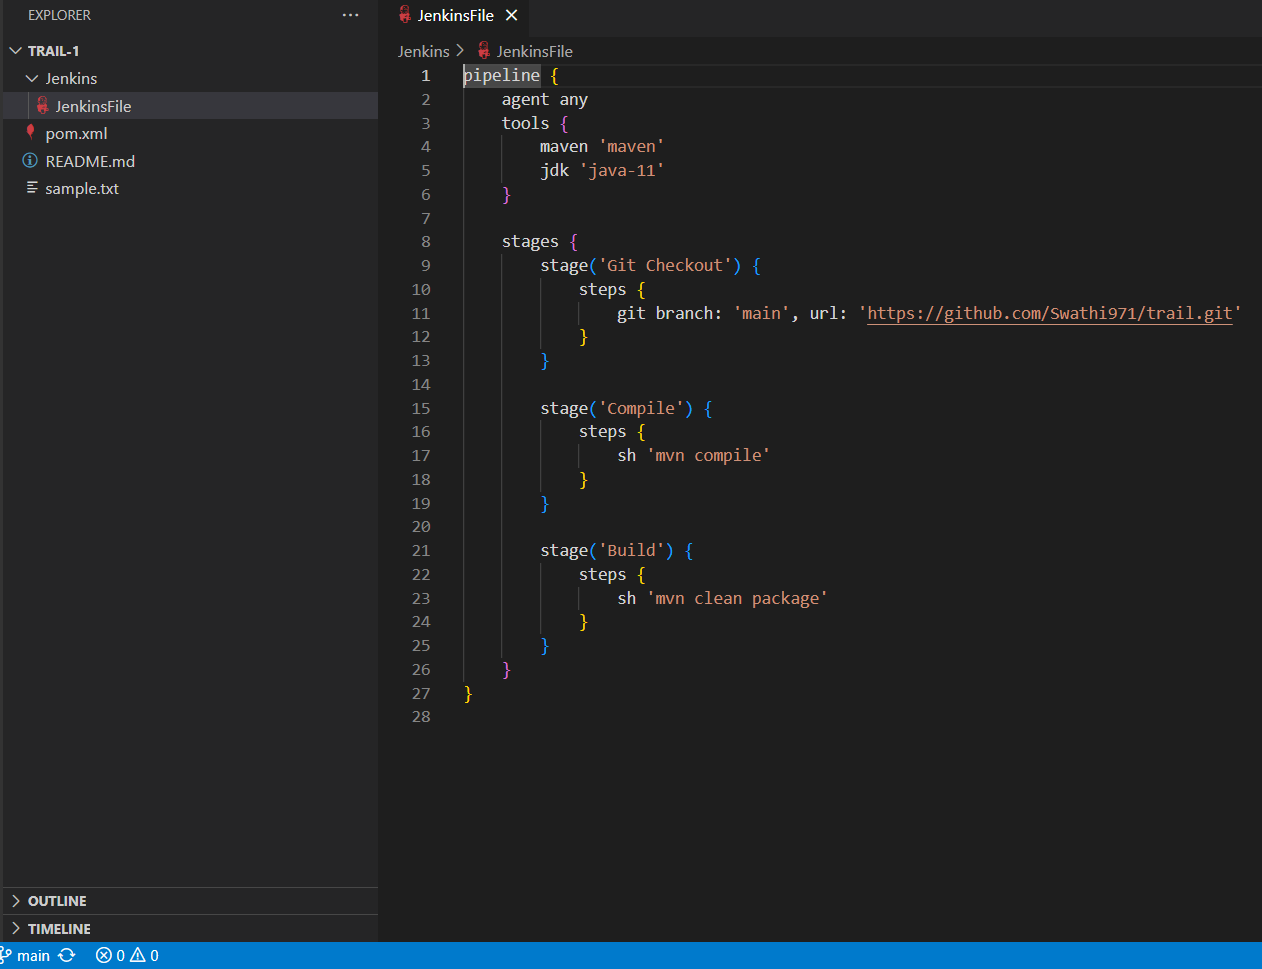 EXPLORER
TRAIL-1
Jenkins
JenkinsFile
pom.xml
README.md
sample.txt
OUTLINE
TIMELINE
JenkinsFile
Jenkins > JenkinsFile
1 pipeline {
2     agent any
3     tools {
4         maven 'maven'
5         jdk 'java-11'
6     }
7
8     stages {
9         stage('Git Checkout') {
10             steps {
11                 git branch: 'main', url: 'https://github.com/Swathi971/trail.git'
12             }
13         }
14
15         stage('Compile') {
16             steps {
17                 sh 'mvn compile'
18             }
19         }
20
21         stage('Build') {
22             steps {
23                 sh 'mvn clean package'
24             }
25         }
26     }
27 }
28
main 0 0